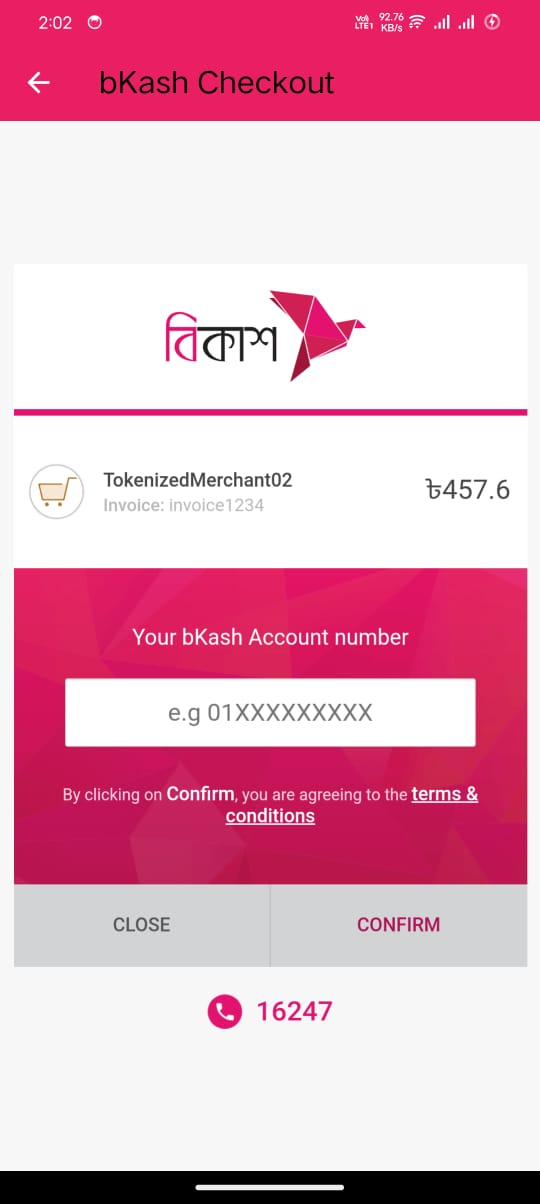 2:02
Vo) 92.76
LTE1 KB/s
bKash Checkout
বিকাশ
TokenizedMerchant02
Invoice: invoice1234
৳457.6
Your bKash Account number
e.g 01XXXXXXXXX
By clicking on Confirm, you are agreeing to the terms &
conditions
CLOSE
CONFIRM
16247